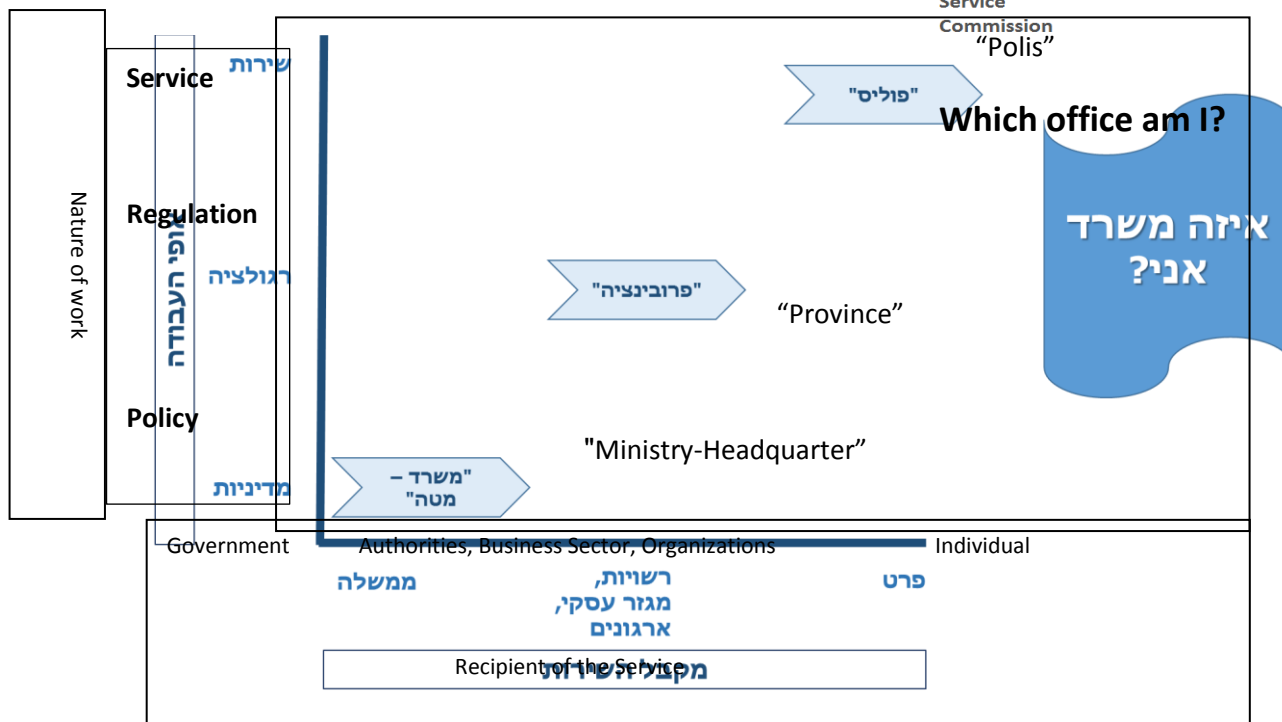 Service
Commission
“Polis”
Service
שירות
"פוליס"
Which office am I?
איזה משרד
אני?
Nature of work
Regulation
אופי העבודה
רגולציה
"פרובינציה"
“Province”
Policy
"Ministry-Headquarter”
"משרד –
מטה"
מדיניות
Government
Authorities, Business Sector, Organizations
Individual
ממשלה
רשויות,
מגזר עסקי,
ארגונים
פרט
Recipient of the Service
מקבל השירות